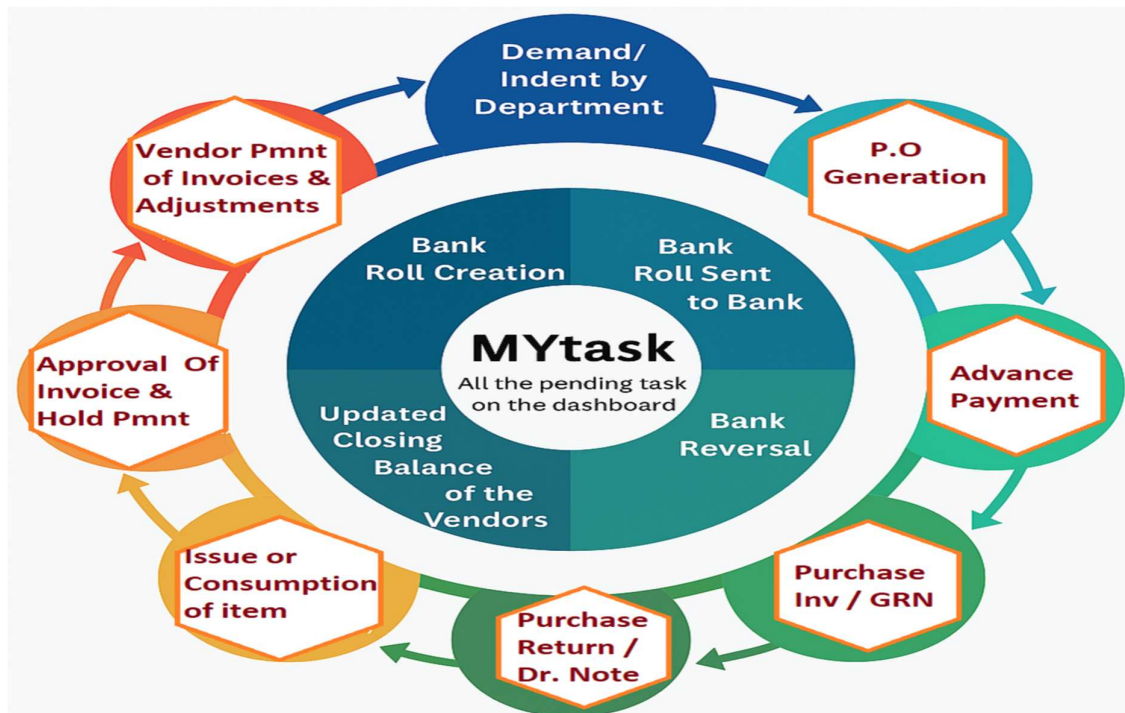 Demand/
Indent by
Department
P.O
Generation
Advance
Payment
Purchase
Inv / GRN
Purchase
Return /
Dr. Note
Issue or
Consumption
of item
Approval Of
Invoice &
Hold Pmnt
Vendor Pmnt
of Invoices &
Adjustments
Bank
Roll Creation
Bank
Roll Sent
to Bank
Bank
Reversal
Updated
Closing
Balance
of the
Vendors
MYtask
All the pending task
on the dashboard